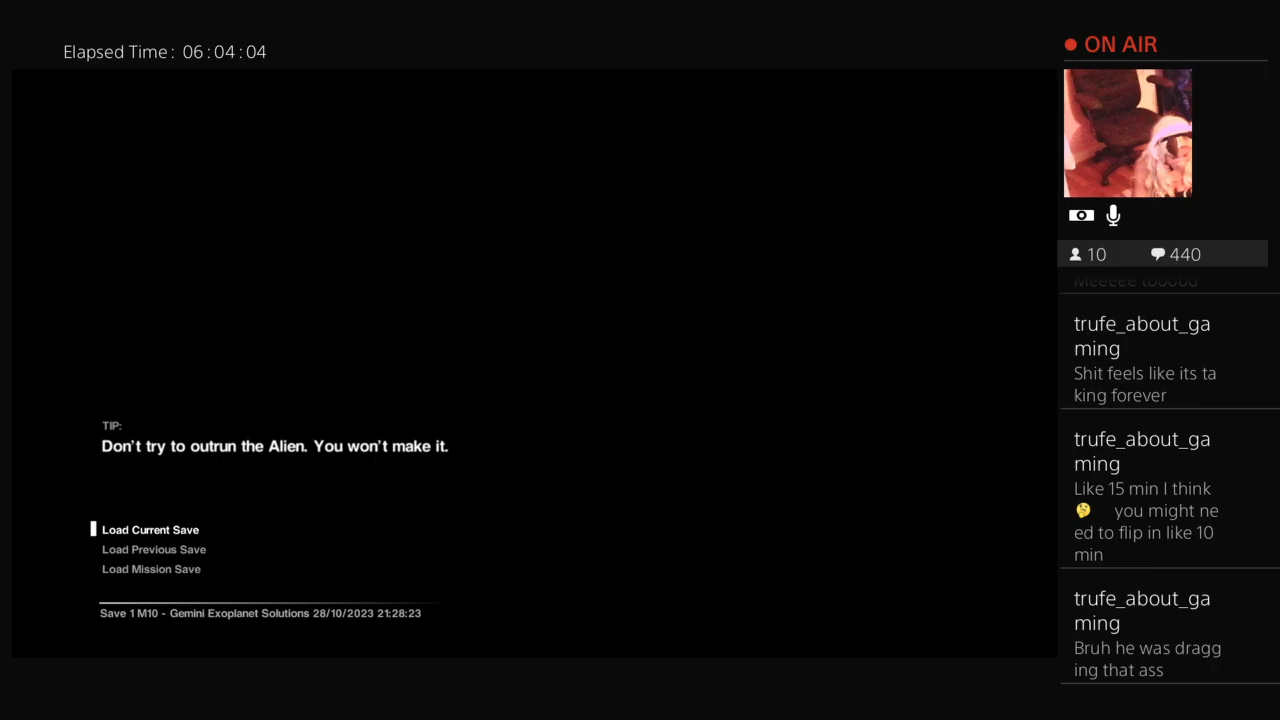 Elapsed Time: 06:04:04
ON AIR
10 440
Meeeee tooooo
trufe_about_ga
ming
Shit feels like its ta
king forever
trufe_about_ga
ming
Like 15 min I think
🤔 you might ne
ed to flip in like 10
min
trufe_about_ga
ming
Bruh he was dragg
ing that ass
TIP:
Don't try to outrun the Alien. You won't make it.
Load Current Save
Load Previous Save
Load Mission Save
Save 1 M10 - Gemini Exoplanet Solutions 28/10/2023 21:28:23